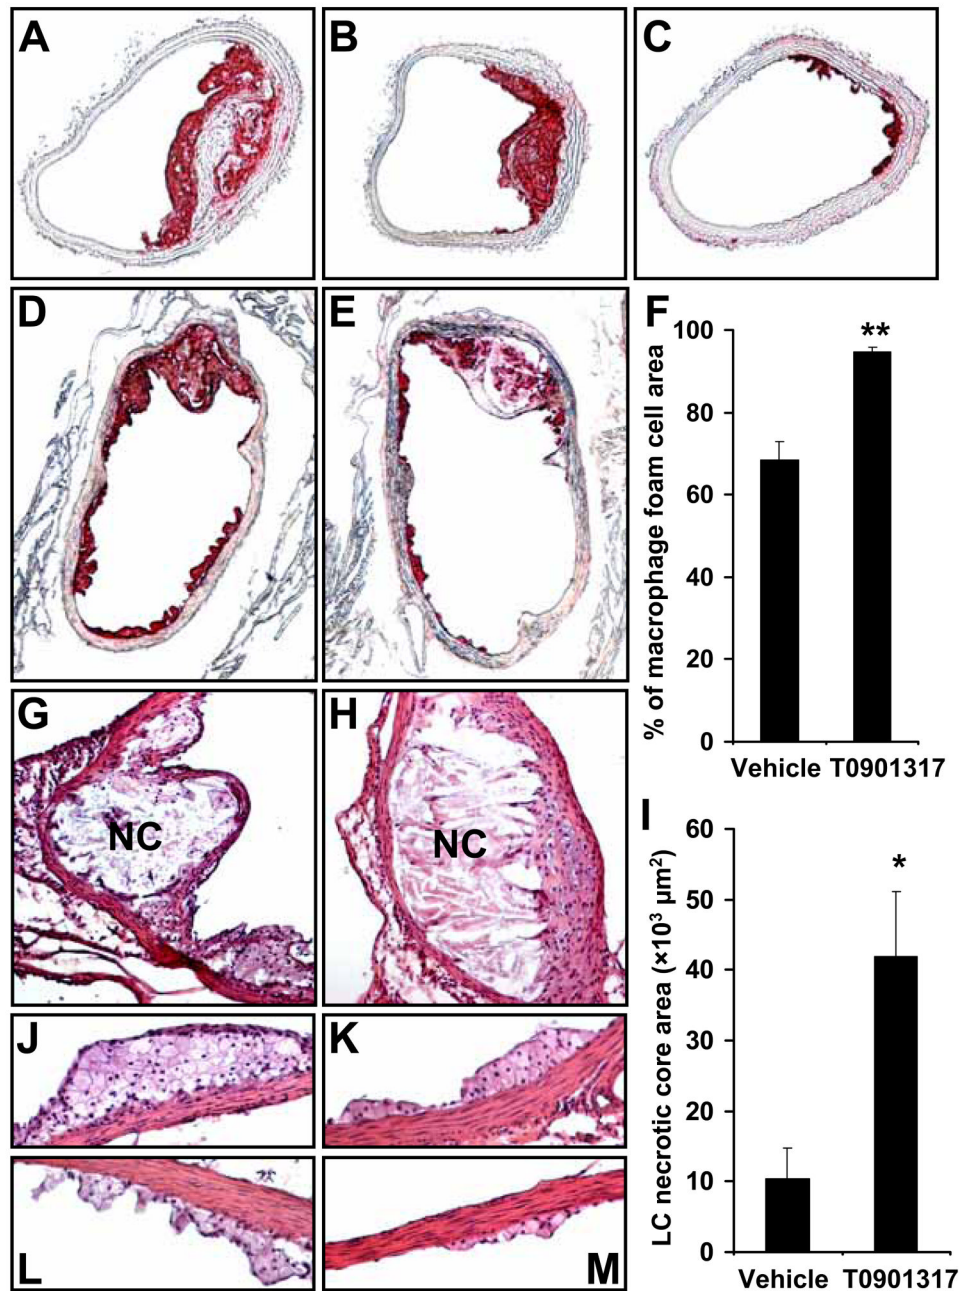 A
B
C
D
E
F
% of macrophage foam cell area
100
80
60
40
20
0
**
Vehicle T0901317
G
NC
H
NC
I
LC necrotic core area (×10³ µm²)
60
50
40
30
20
10
0
*
Vehicle T0901317
J
K
L
M